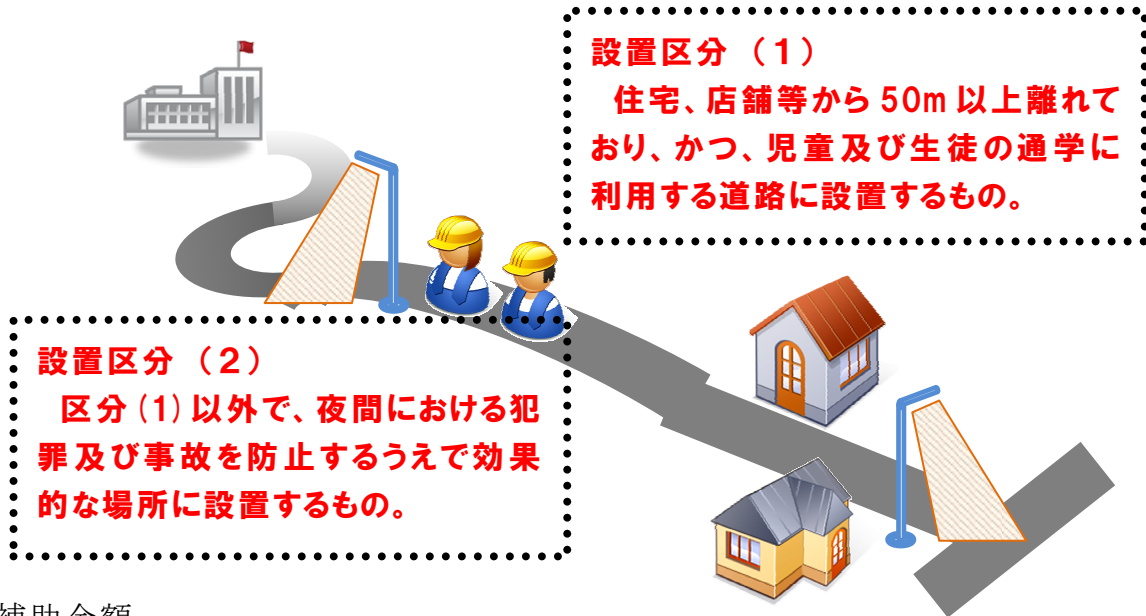 設置区分（１）
住宅、店舗等から50m以上離れて
おり、かつ、児童及び生徒の通学に
利用する道路に設置するもの。
設置区分（２）
区分(1)以外で、夜間における犯
罪及び事故を防止するうえで効果
的な場所に設置するもの。
補助金額